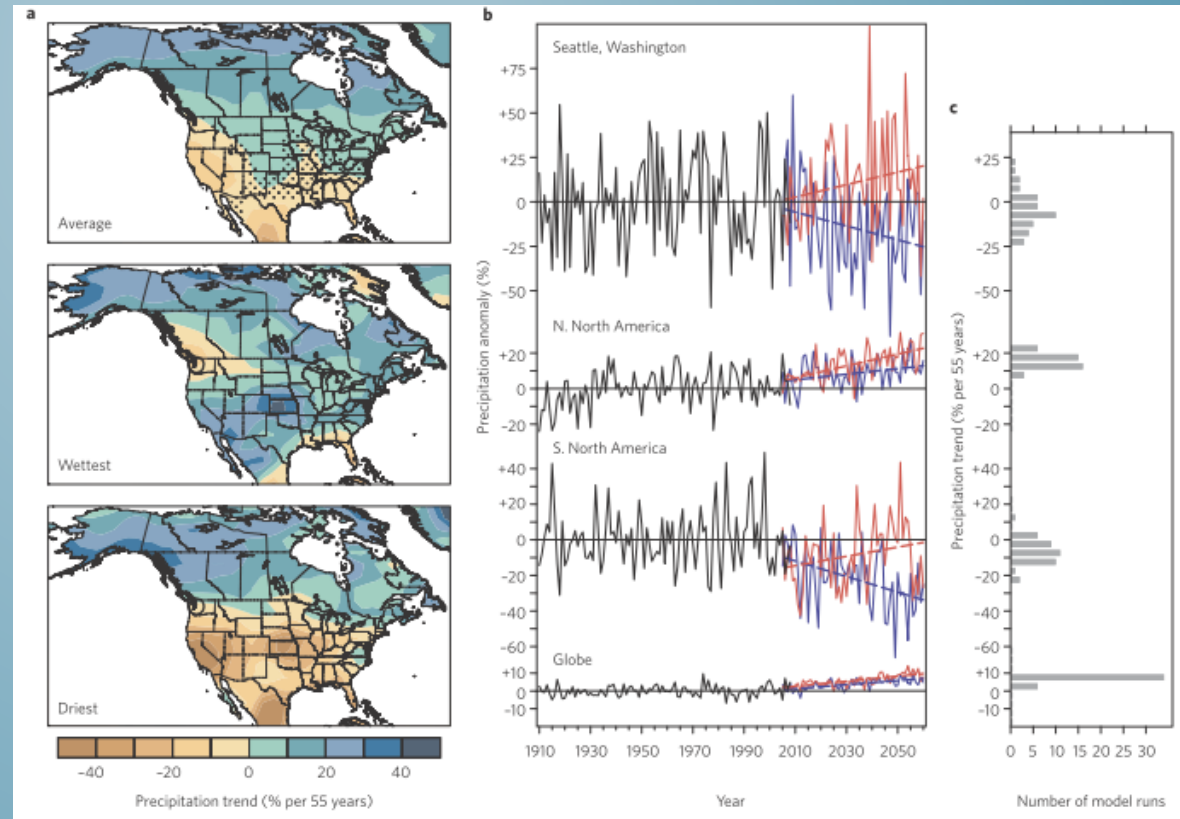 a
Average
Wettest
Driest
−40 −20 0 20 40
Precipitation trend (% per 55 years)
b
Precipitation anomaly (%)
Seattle, Washington
+75
+50
+25
0
−25
−50
N. North America
+20
0
−20
S. North America
+40
+20
0
−20
−40
−60
Globe
+10
0
−10
1910 1930 1950 1970 1990 2010 2030 2050
Year
c
Precipitation trend (% per 55 years)
+25
0
−25
−50
+20
0
−20
+40
+20
0
−20
−40
−60
+10
0
−10
0 5 10 15 20 25 30
Number of model runs